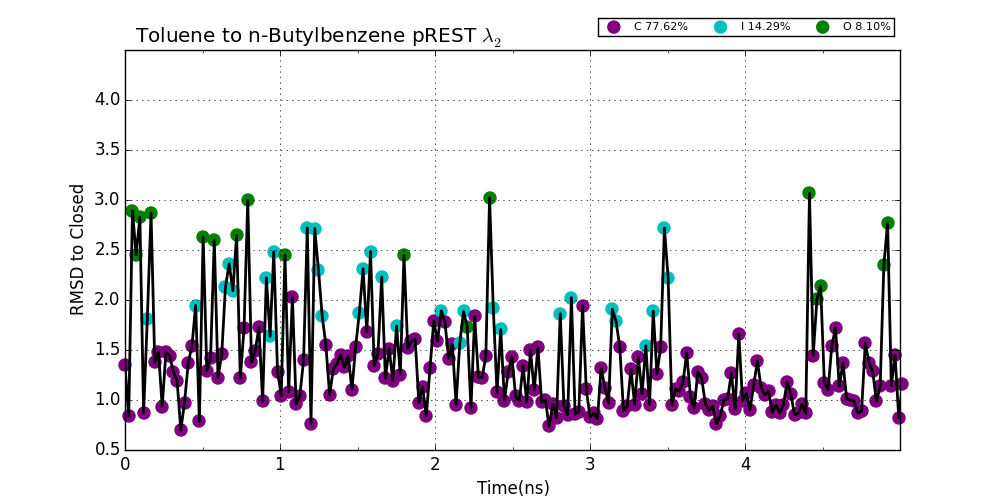 Toluene to n-Butylbenzene pREST λ₂
C 77.62% I 14.29% O 8.10%
RMSD to Closed
4.0
3.5
3.0
2.5
2.0
1.5
1.0
0.5
0 1 2 3 4
Time(ns)